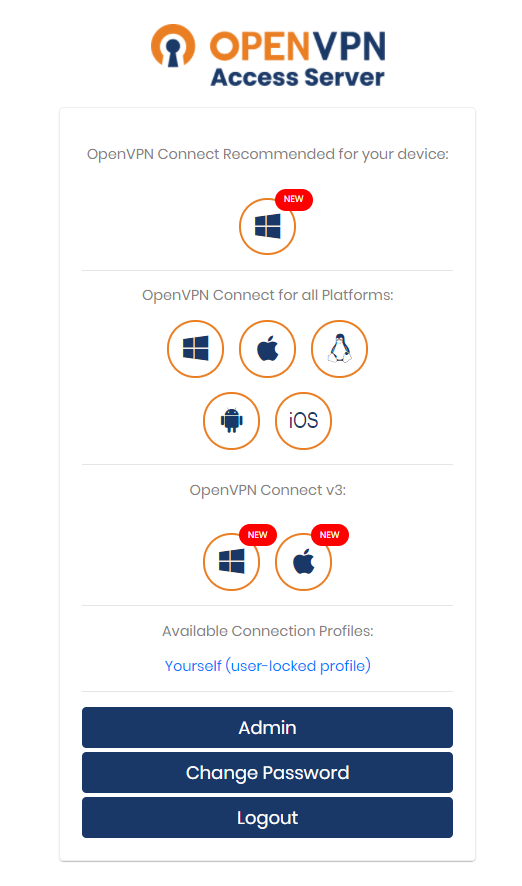 OPENVPN
Access Server
OpenVPN Connect Recommended for your device:
NEW
OpenVPN Connect for all Platforms:
iOS
OpenVPN Connect v3:
NEW NEW
Available Connection Profiles:
Yourself (user-locked profile)
Admin
Change Password
Logout